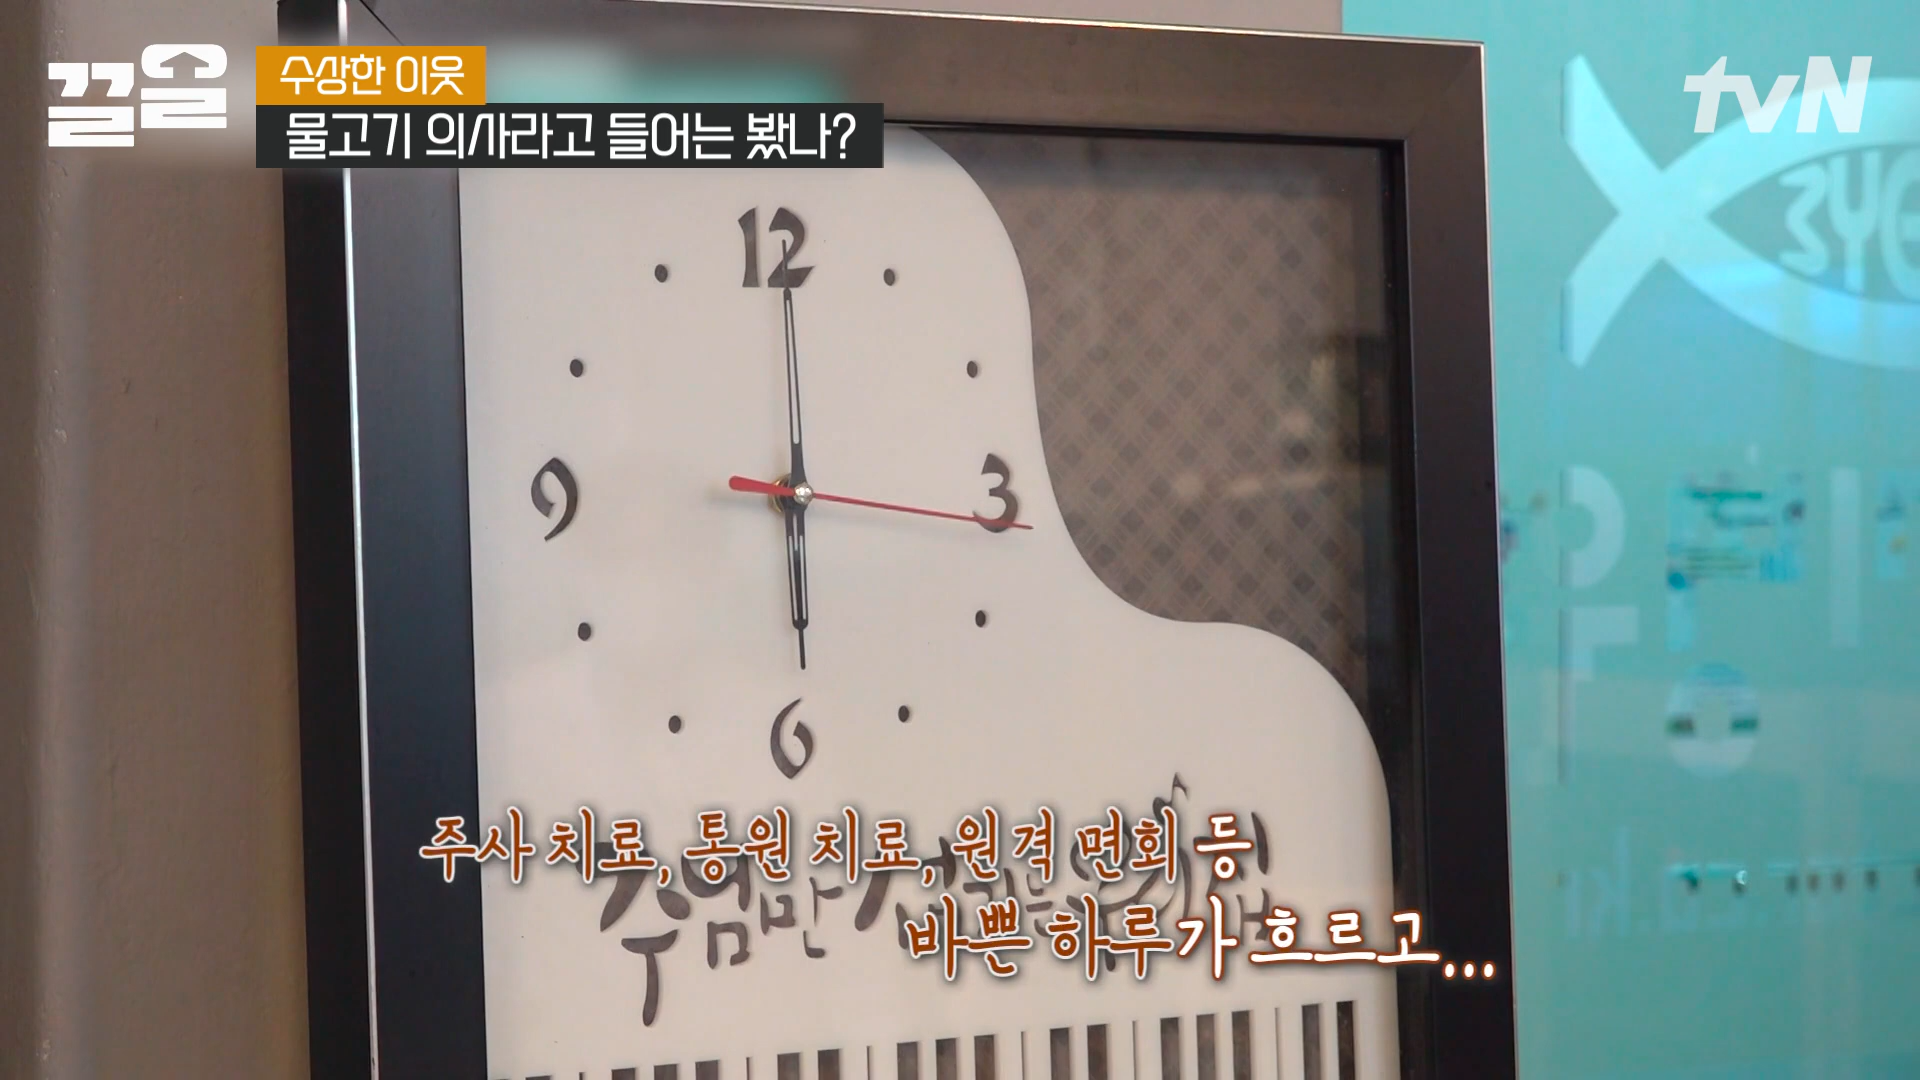 끌올
수상한 이웃
물고기 의사라고 들어는 봤나?
tvN
12
3
9
6
주사 치료, 통원 치료, 원격 면회 등
바쁜 하루가 흐르고...